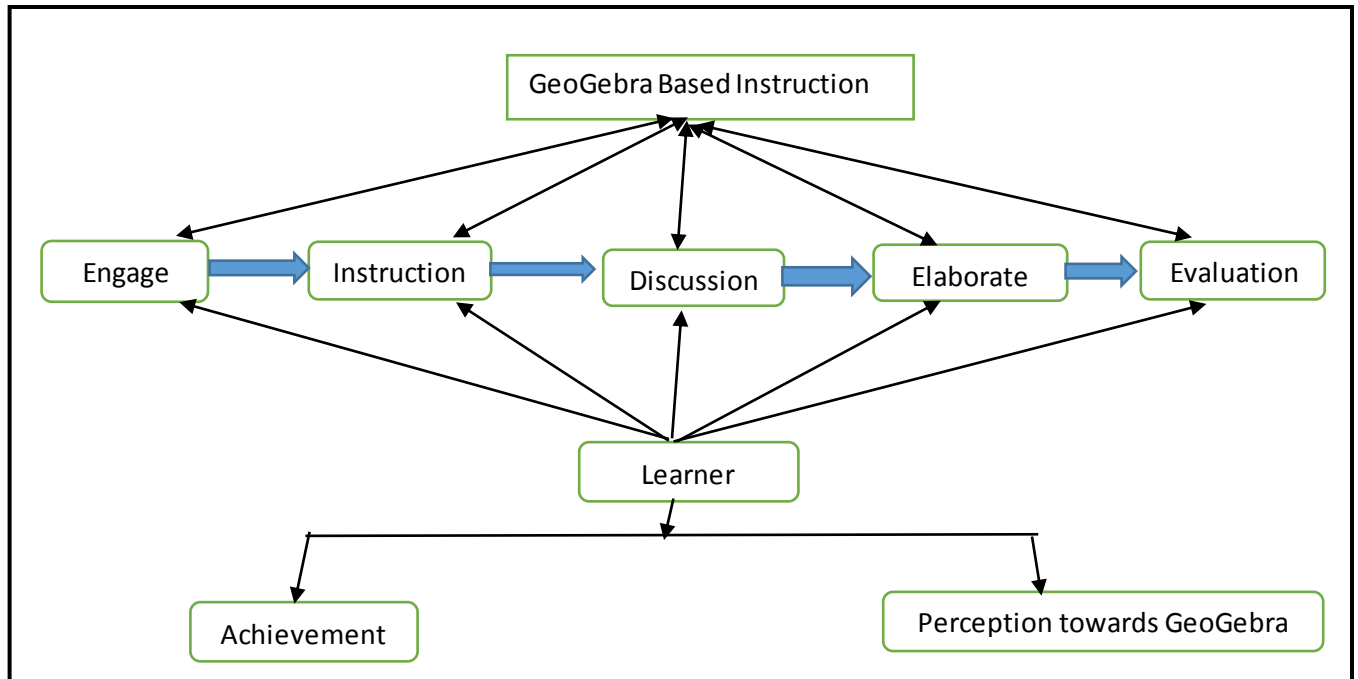 GeoGebra Based Instruction
Engage
Instruction
Discussion
Elaborate
Evaluation
Learner
Achievement
Perception towards GeoGebra